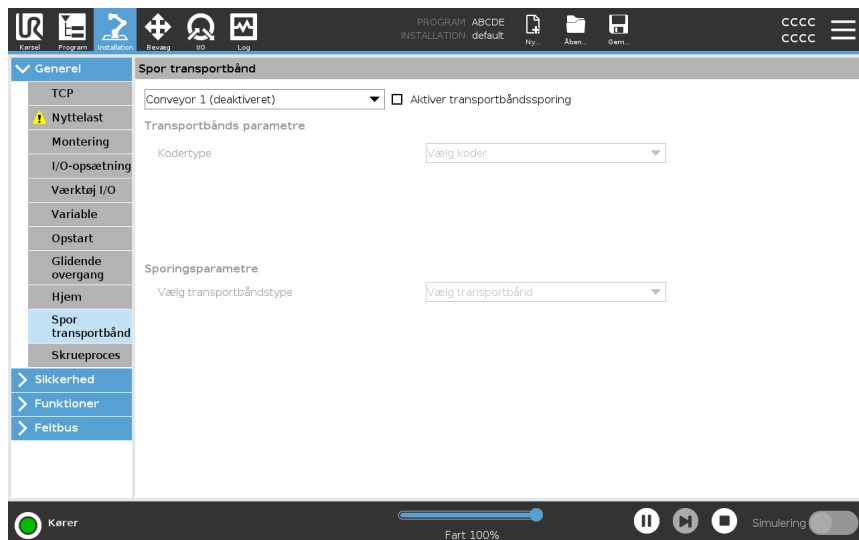 UR
PROGRAM ABCDE
INSTALLATION default
CCCC
CCCC
Kørsel
Program
Installation
Bevæg
I/O
Log
Ny...
Åben...
Gem...
Generel
Spor transportbånd
TCP
Nyttelast
Montering
I/O-opsætning
Værktøj I/O
Variable
Opstart
Glidende
overgang
Hjem
Spor
transportbånd
Skrueproces
Sikkerhed
Funktioner
Feltbus
Conveyor 1 (deaktiveret)
Aktiver transportbåndssporing
Transportbånds parametre
Kodertype
Vælg koder
Sporingsparametre
Vælg transportbåndstype
Vælg transportbånd
Kører
Fart 100%
Simulering